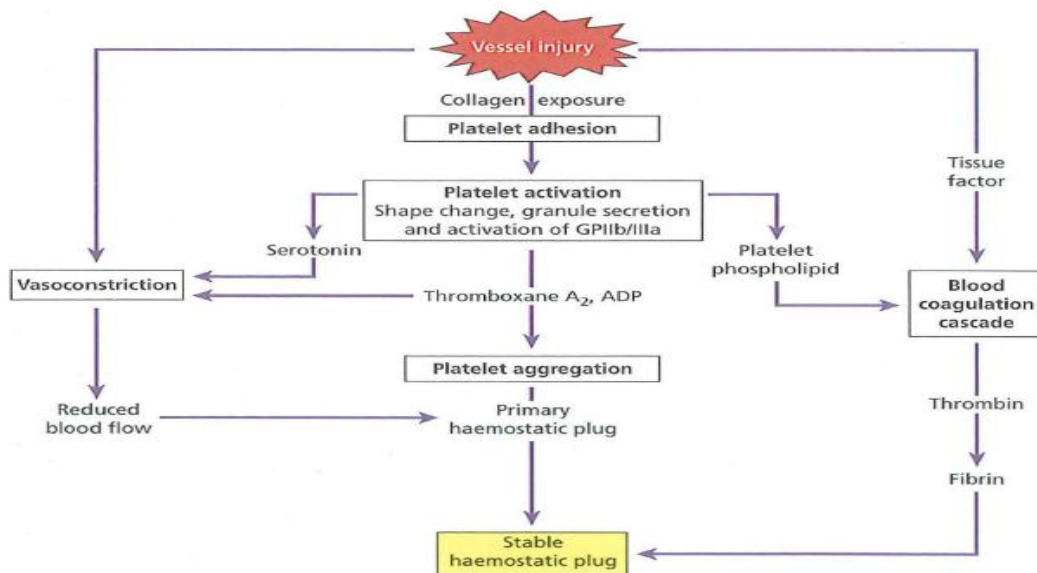 Vessel injury
Collagen exposure
Platelet adhesion
Tissue
factor
Platelet activation
Shape change, granule secretion
and activation of GPIIb/IIIa
Serotonin
Platelet
phospholipid
Vasoconstriction
Thromboxane A₂, ADP
Blood
coagulation
cascade
Platelet aggregation
Reduced
blood flow
Primary
haemostatic plug
Thrombin
Fibrin
Stable
haemostatic plug